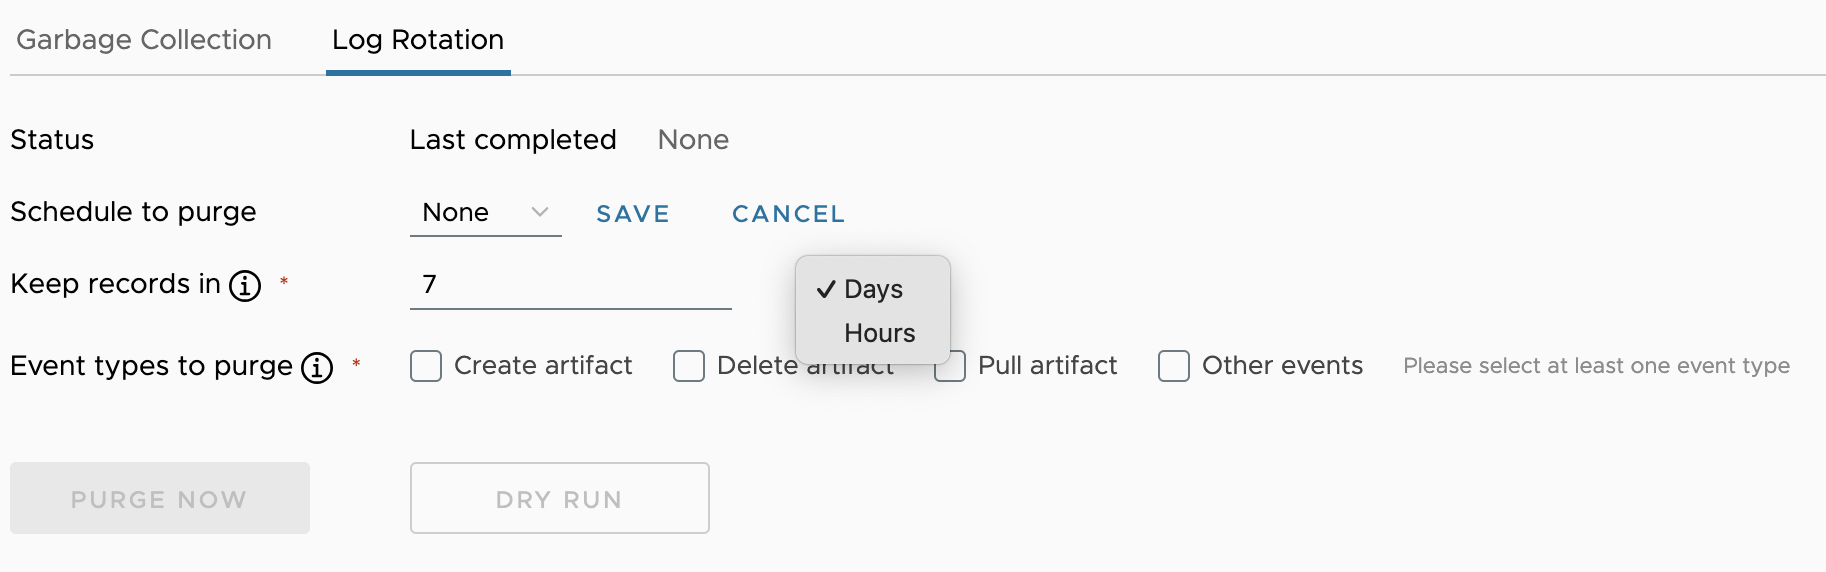 Garbage Collection Log Rotation
Status Last completed None
Schedule to purge None SAVE CANCEL
Keep records in * 7 Days
Hours
Event types to purge * Create artifact Delete artifact Pull artifact Other events Please select at least one event type
PURGE NOW DRY RUN